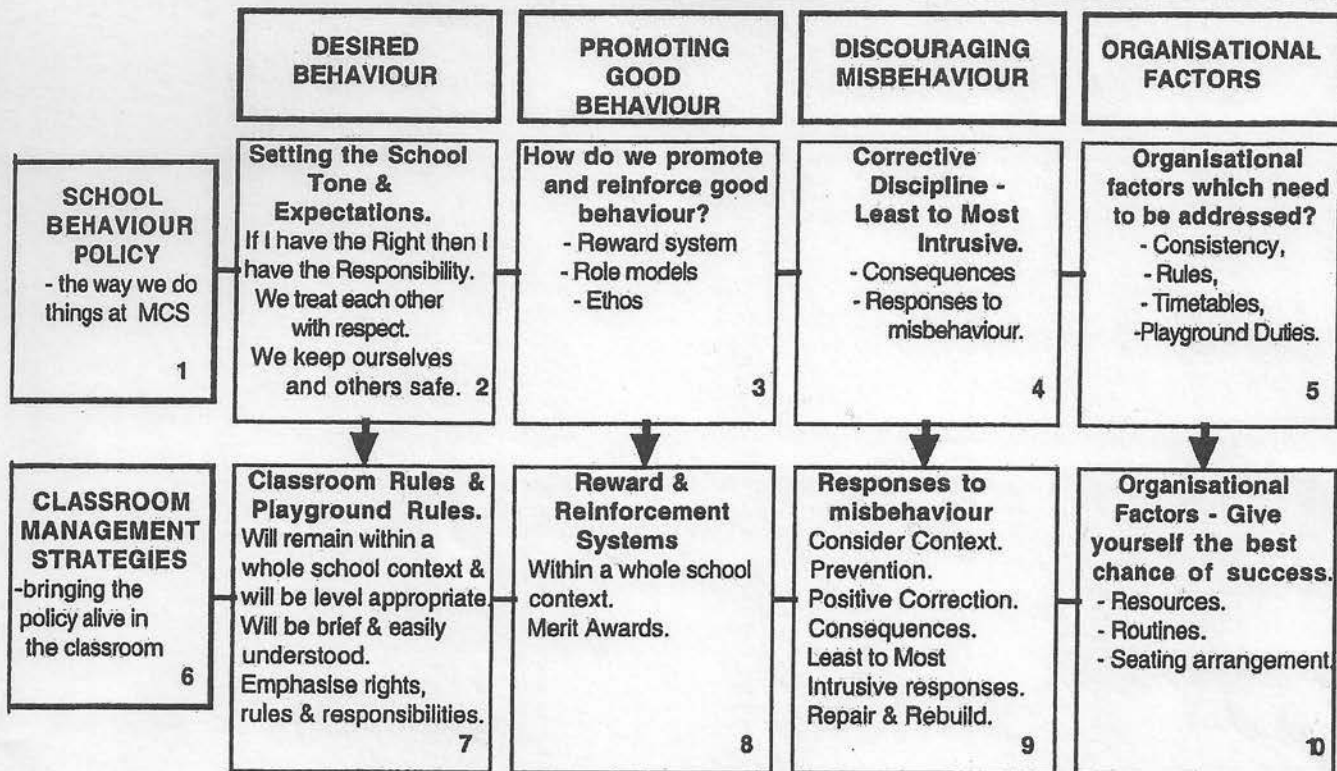 DESIRED
BEHAVIOUR
PROMOTING
GOOD
BEHAVIOUR
DISCOURAGING
MISBEHAVIOUR
ORGANISATIONAL
FACTORS
SCHOOL
BEHAVIOUR
POLICY
- the way we do
things at MCS
1
Setting the School
Tone &
Expectations.
If I have the Right then I
have the Responsibility.
We treat each other
with respect.
We keep ourselves
and others safe. 2
How do we promote
and reinforce good
behaviour?
- Reward system
- Role models
- Ethos
3
Corrective
Discipline -
Least to Most
Intrusive.
- Consequences
- Responses to
misbehaviour.
4
Organisational
factors which need
to be addressed?
- Consistency,
- Rules,
- Timetables,
-Playground Duties.
5
CLASSROOM
MANAGEMENT
STRATEGIES
-bringing the
policy alive in
the classroom
6
Classroom Rules &
Playground Rules.
Will remain within a
whole school context &
will be level appropriate.
Will be brief & easily
understood.
Emphasise rights,
rules & responsibilities.
7
Reward &
Reinforcement
Systems
Within a whole school
context.
Merit Awards.
8
Responses to
misbehaviour
Consider Context.
Prevention.
Positive Correction.
Consequences.
Least to Most
Intrusive responses.
Repair & Rebuild.
9
Organisational
Factors - Give
yourself the best
chance of success.
- Resources.
- Routines.
- Seating arrangement.
10